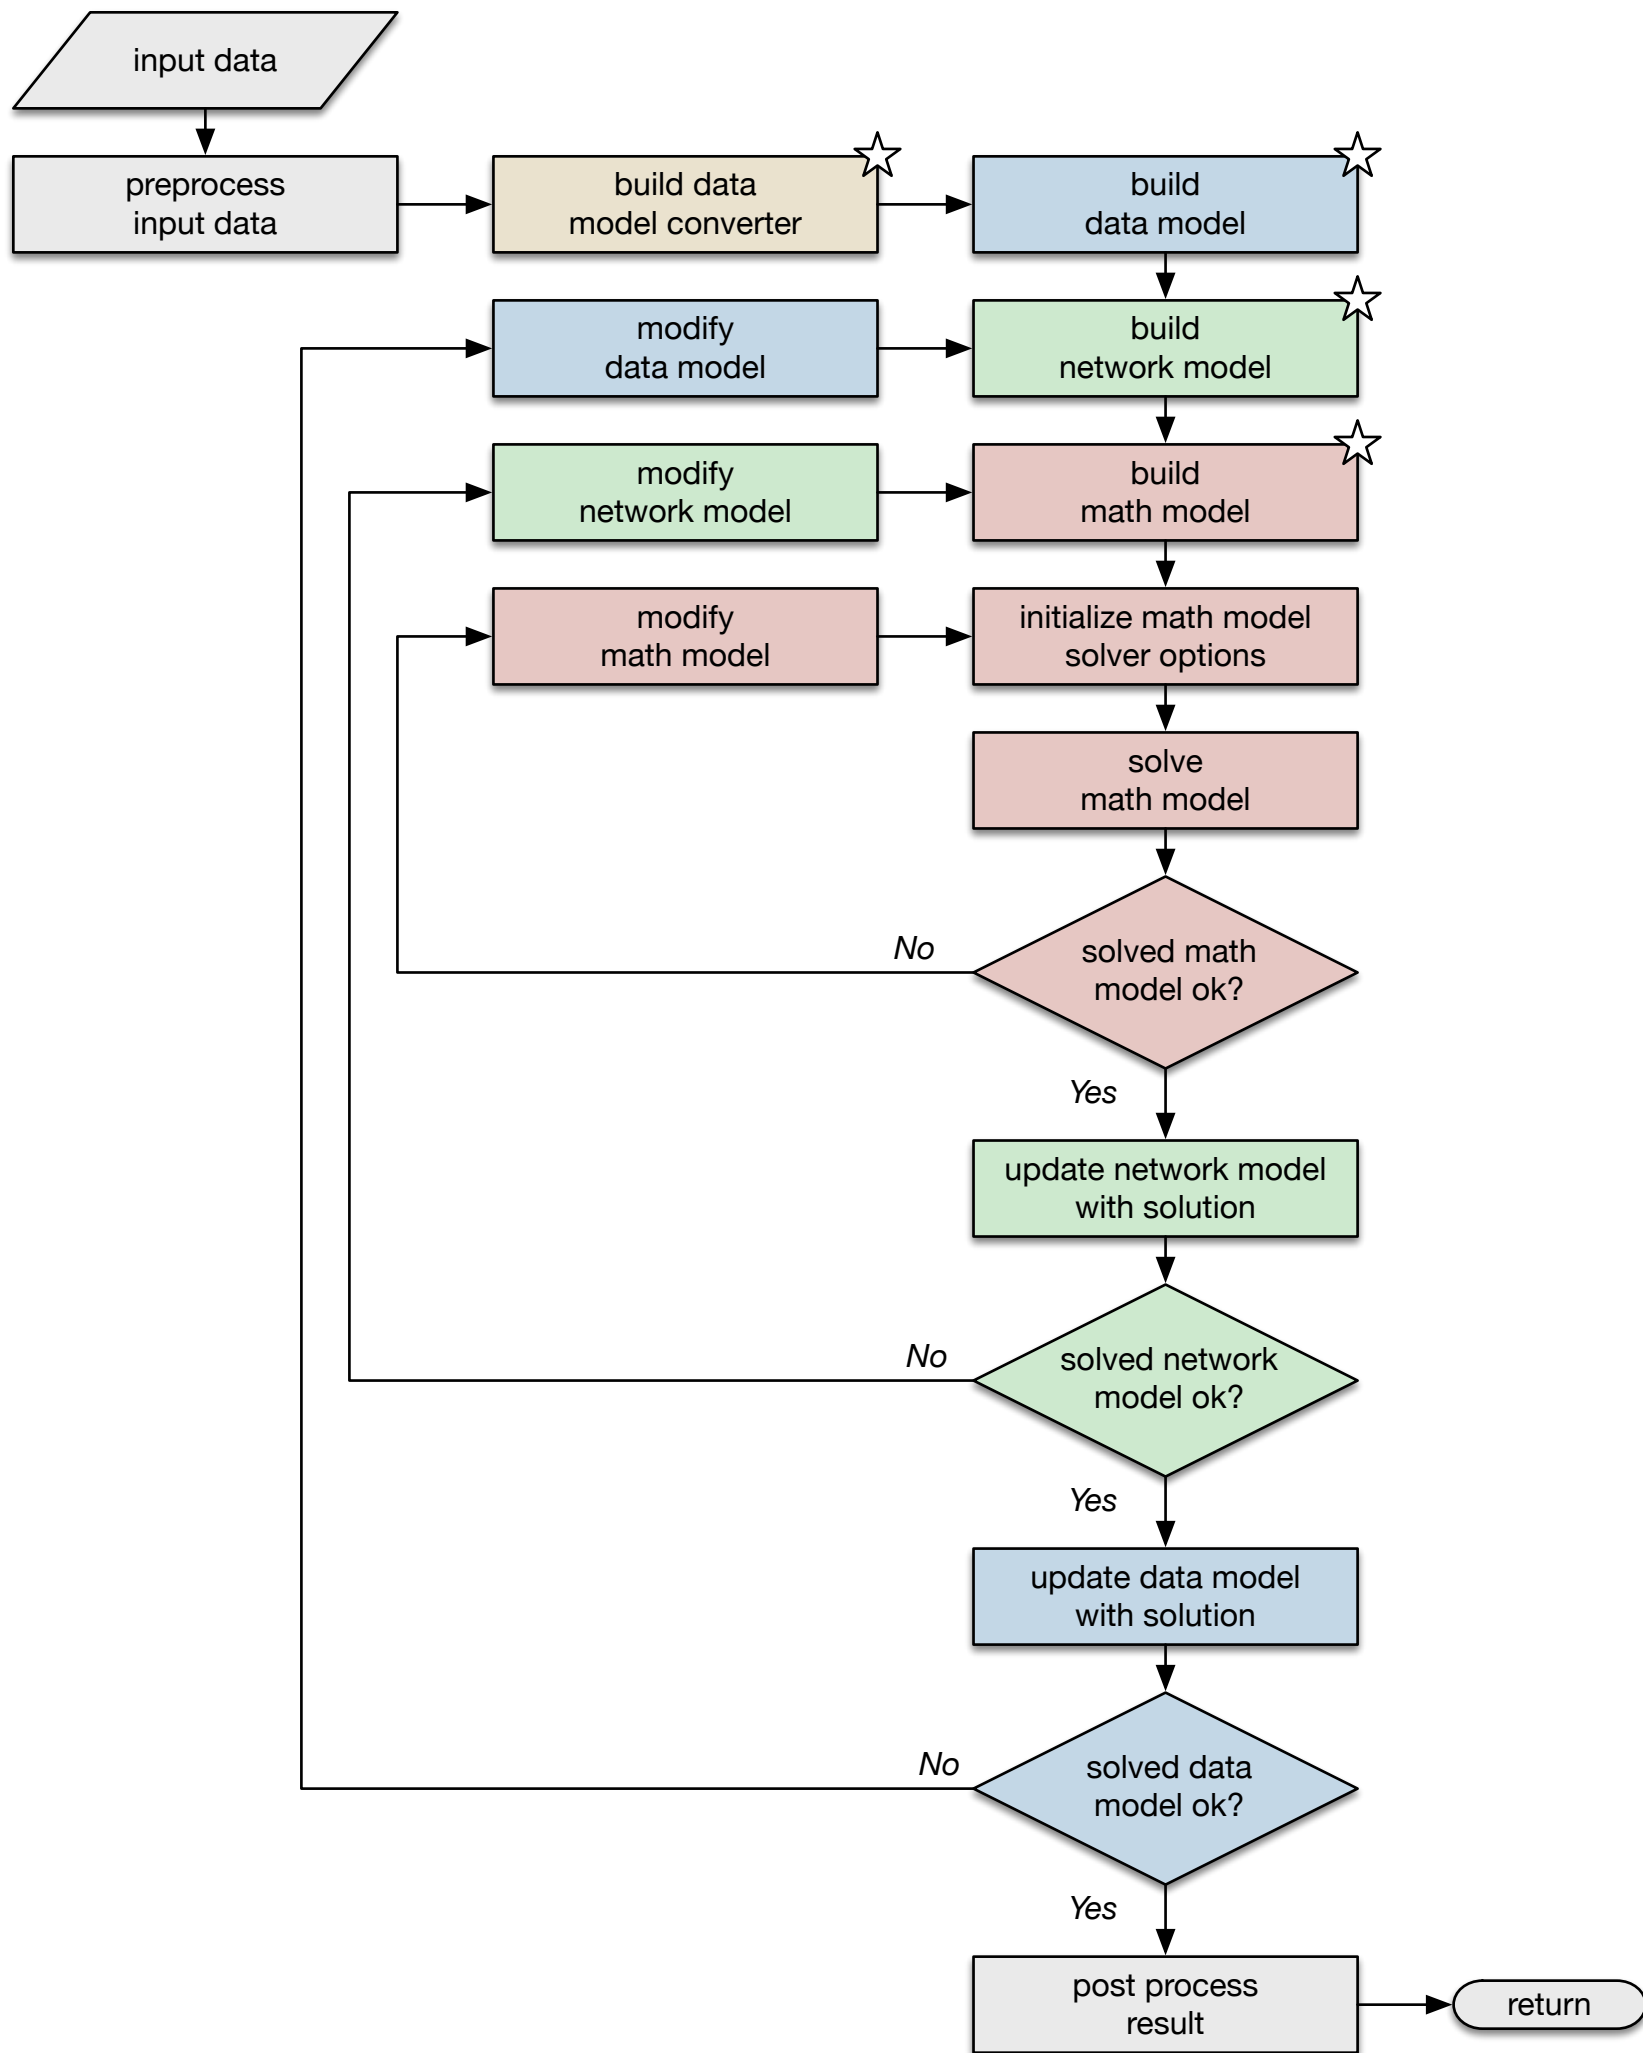 input data
preprocess
input data
build data
model converter
build
data model
modify
data model
build
network model
modify
network model
build
math model
modify
math model
initialize math model
solver options
solve
math model
No
solved math
model ok?
Yes
update network model
with solution
No
solved network
model ok?
Yes
update data model
with solution
No
solved data
model ok?
Yes
post process
result
return